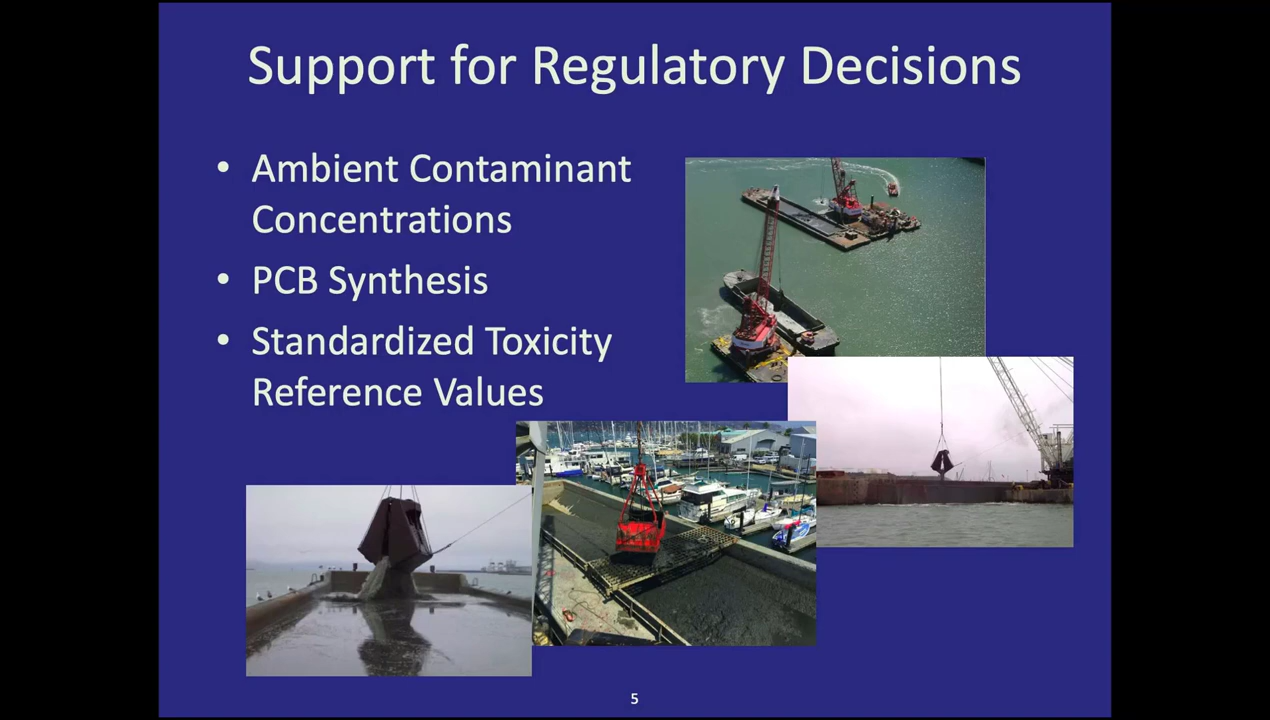 Support for Regulatory Decisions
• Ambient Contaminant
Concentrations
• PCB Synthesis
• Standardized Toxicity
Reference Values
5